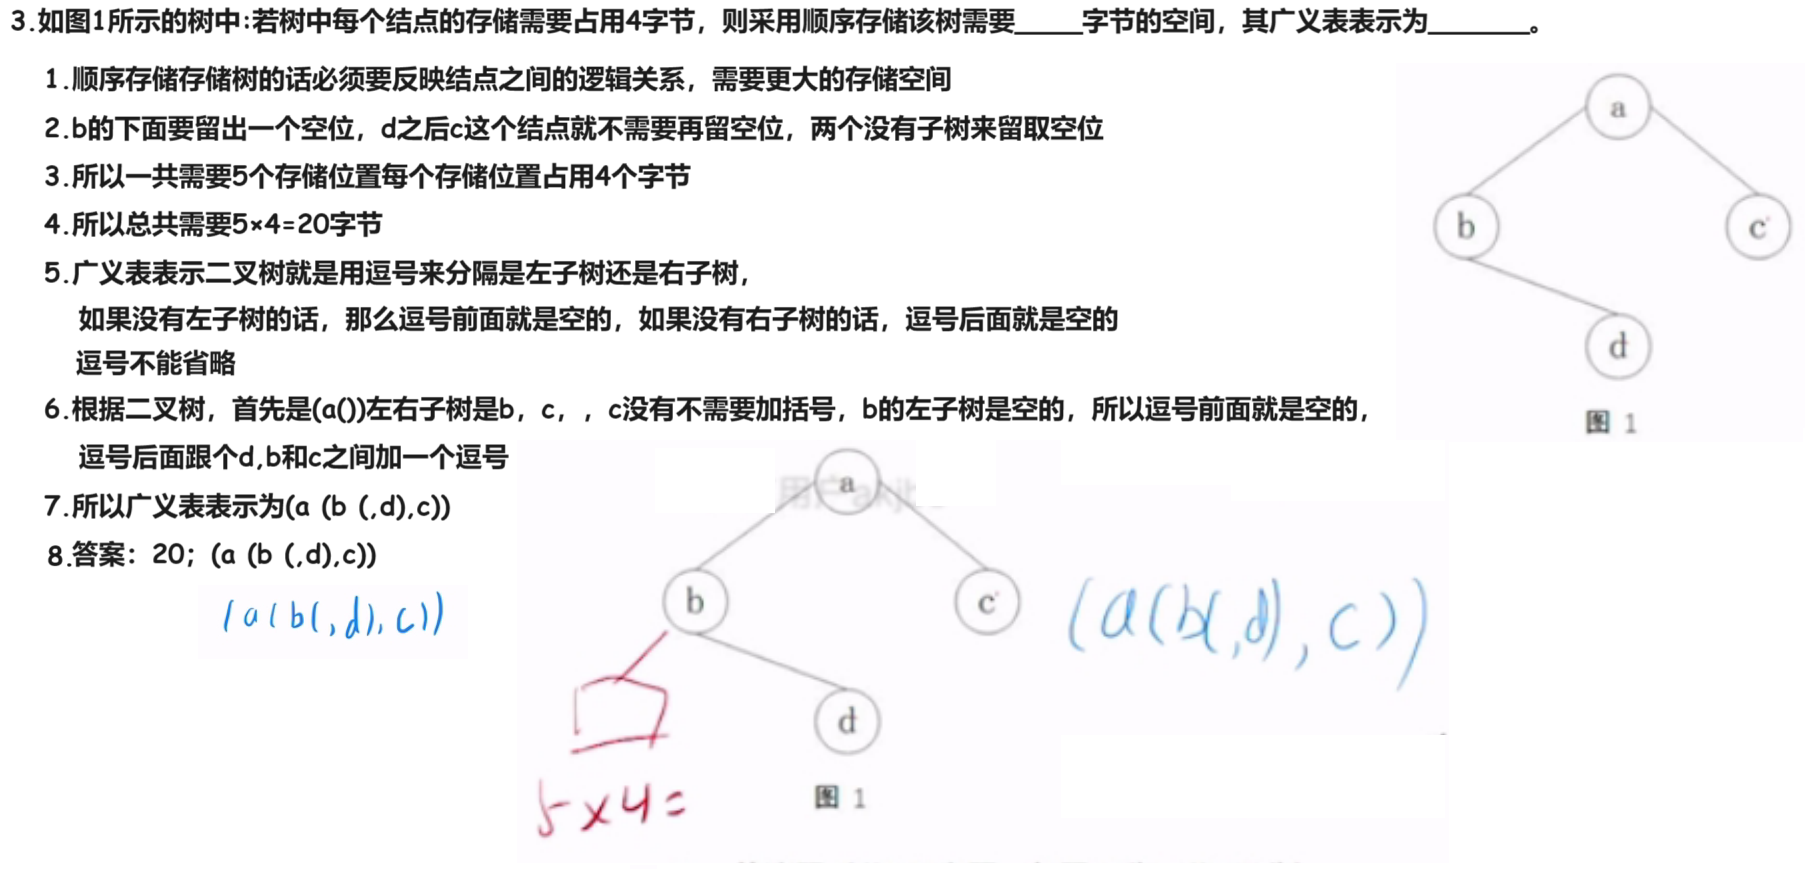 3.如图1所示的树中:若树中每个结点的存储需要占用4字节，则采用顺序存储该树需要_____字节的空间，其广义表表示为_______。
1.顺序存储存储树的话必须要反映结点之间的逻辑关系，需要更大的存储空间
2.b的下面要留出一个空位，d之后c这个结点就不需要再留空位，两个没有子树来留取空位
3.所以一共需要5个存储位置每个存储位置占用4个字节
4.所以总共需要5×4=20字节
5.广义表表示二叉树就是用逗号来分隔是左子树还是右子树，
如果没有左子树的话，那么逗号前面就是空的，如果没有右子树的话，逗号后面就是空的
逗号不能省略
6.根据二叉树，首先是(a())左右子树是b，c，，c没有不需要加括号，b的左子树是空的，所以逗号前面就是空的，
逗号后面跟个d,b和c之间加一个逗号
7.所以广义表表示为(a (b (,d),c))
8.答案：20；(a (b (,d),c))
(a(b(,d),c))
a
b
c
d
图 1
a
b
c
d
图 1
5×4=
(a(b(,d),c))